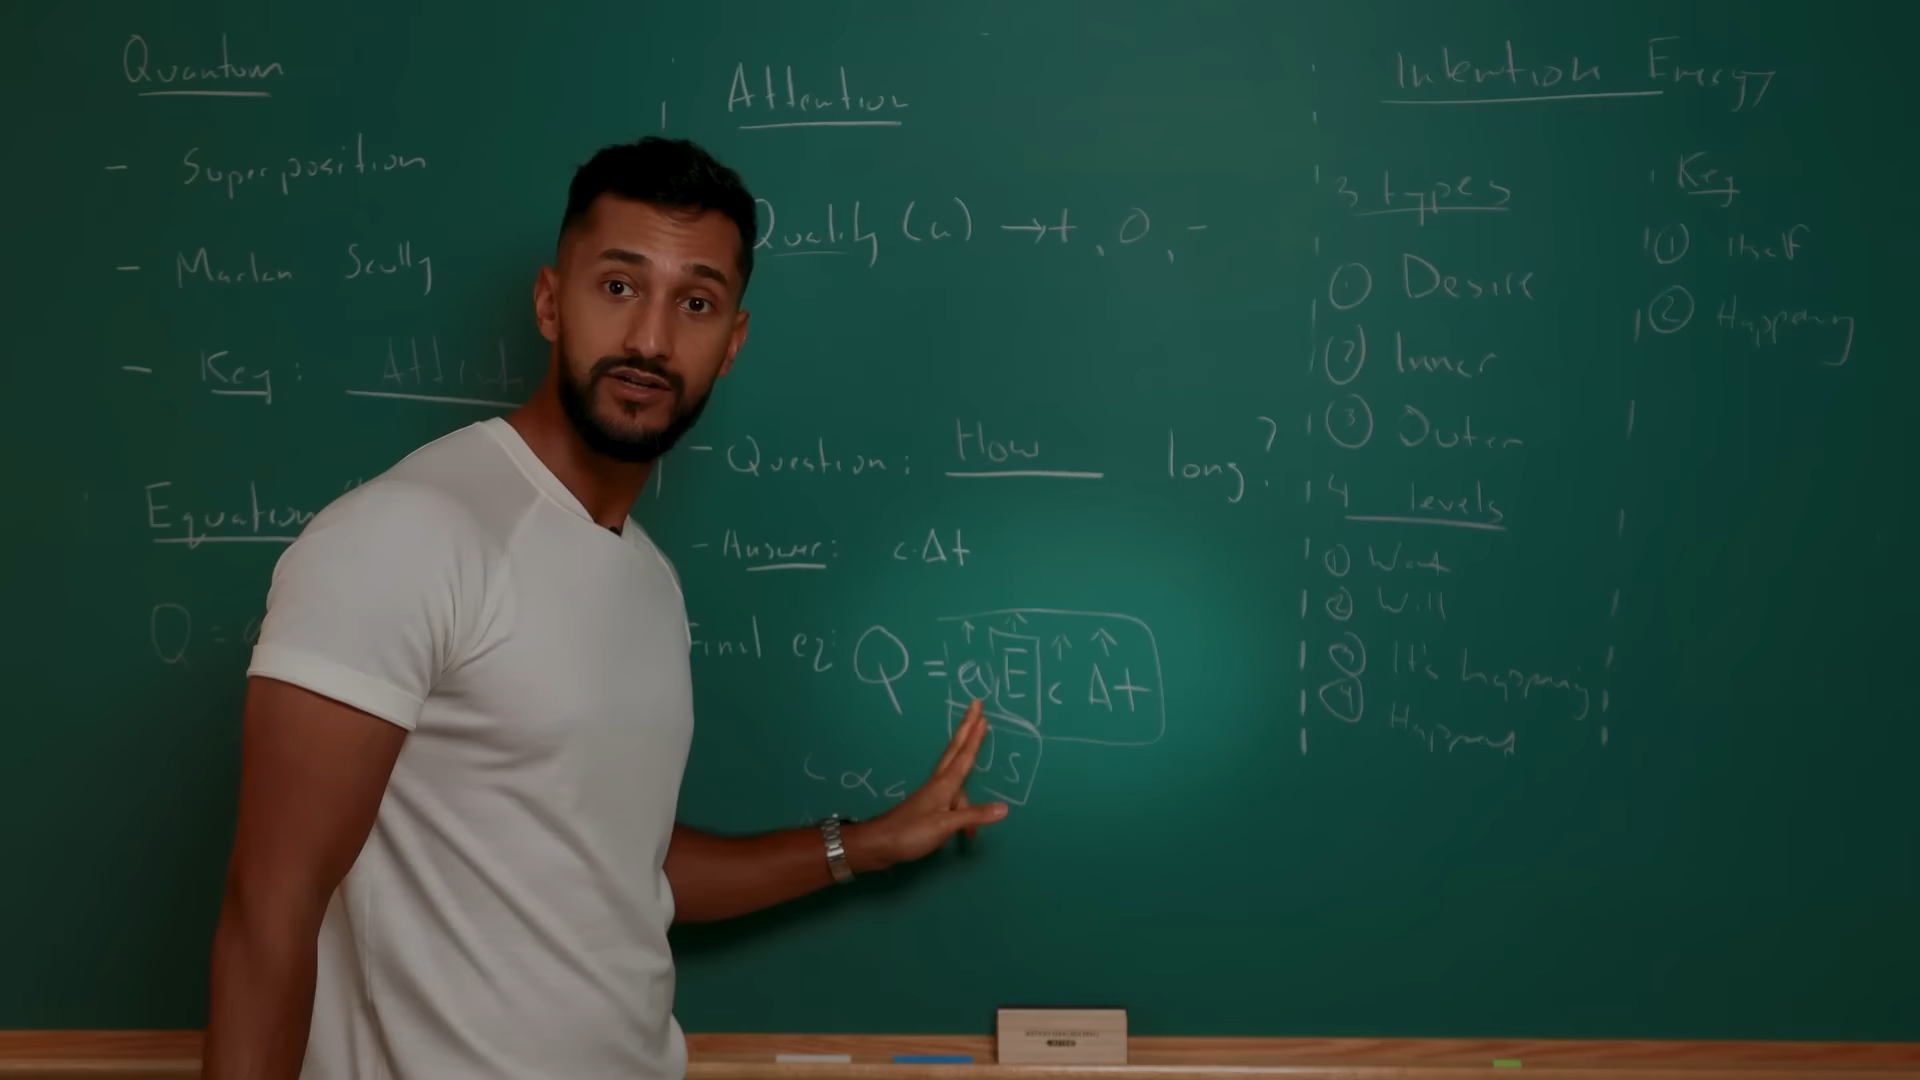 Quantum
- Superposition
- Marlan Scully
- Key:
Equation
Q =
Attention
Quality (a) → + , 0 , -
- Question: How long?
- Answer: c·Δt
Final eq: Q = a E c Δt
Intention Energy
3 types
① Desire
② Inner
③ Outer
4 levels
① Want
② Will
③ It's happening
④ Happened
Key
① Itself
② Happening